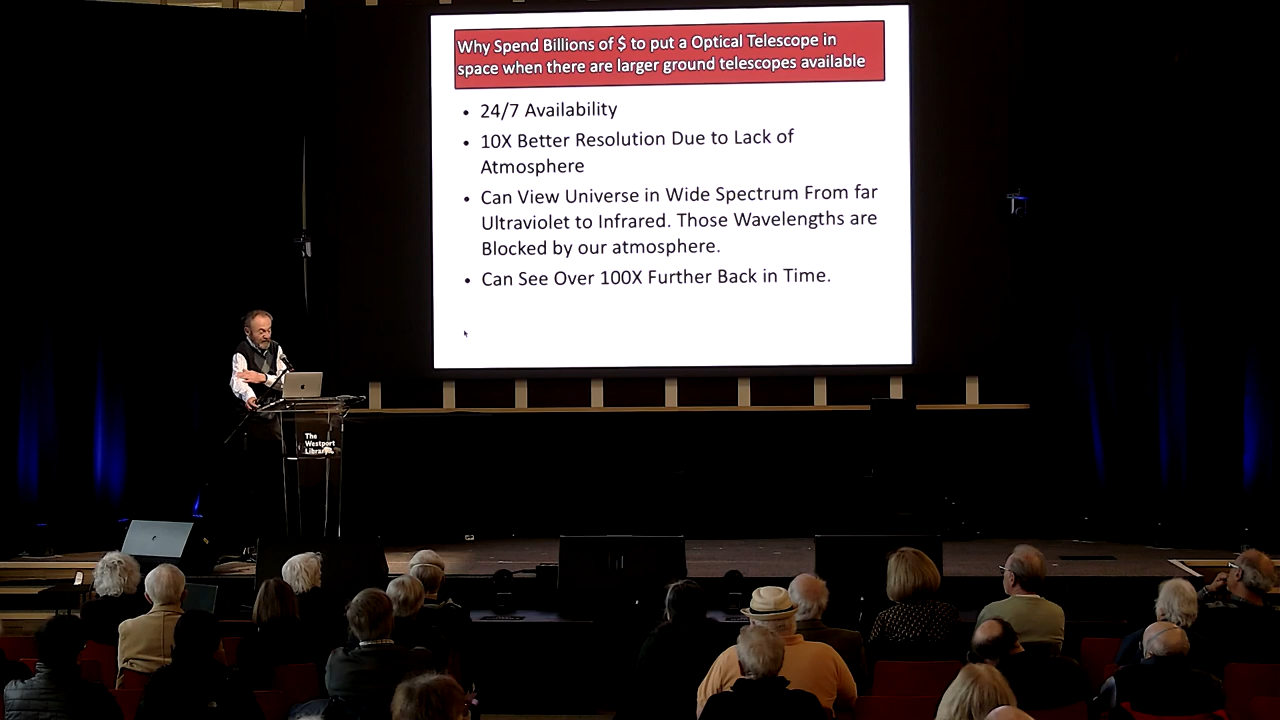 Why Spend Billions of $ to put a Optical Telescope in
space when there are larger ground telescopes available
• 24/7 Availability
• 10X Better Resolution Due to Lack of
Atmosphere
• Can View Universe in Wide Spectrum From far
Ultraviolet to Infrared. Those Wavelengths are
Blocked by our atmosphere.
• Can See Over 100X Further Back in Time.
The
Westport
Library